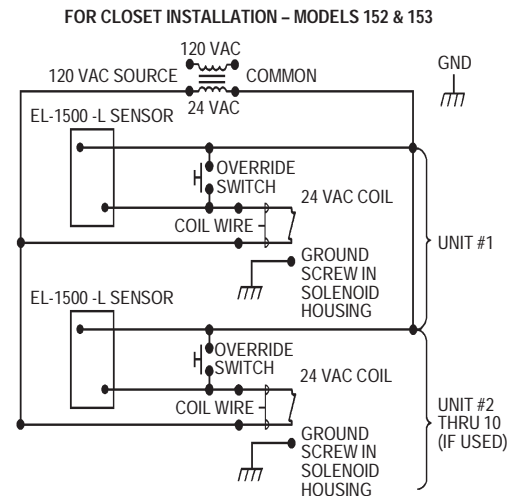 FOR CLOSET INSTALLATION – MODELS 152 & 153
120 VAC
GND
120 VAC SOURCE
COMMON
24 VAC
EL-1500 -L SENSOR
OVERRIDE
SWITCH
24 VAC COIL
COIL WIRE
UNIT #1
GROUND
SCREW IN
SOLENOID
HOUSING
EL-1500 -L SENSOR
OVERRIDE
SWITCH
24 VAC COIL
COIL WIRE
UNIT #2
THRU 10
(IF USED)
GROUND
SCREW IN
SOLENOID
HOUSING